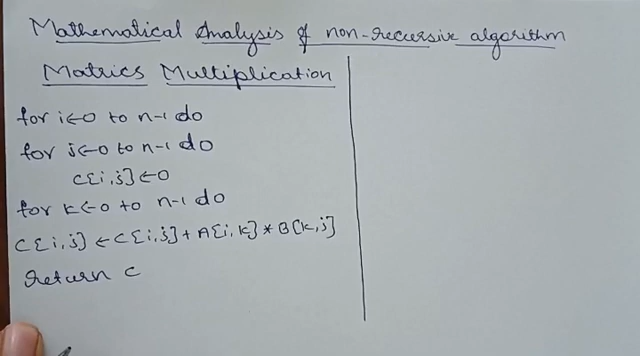 Mathematical Analysis of non-recursive algorithm
Matrics Multiplication
for i←0 to n-1 do
for j←0 to n-1 do
C[i,j]←0
for k←0 to n-1 do
C[i,j]←C[i,j]+A[i,k]*B[k,j]
return C